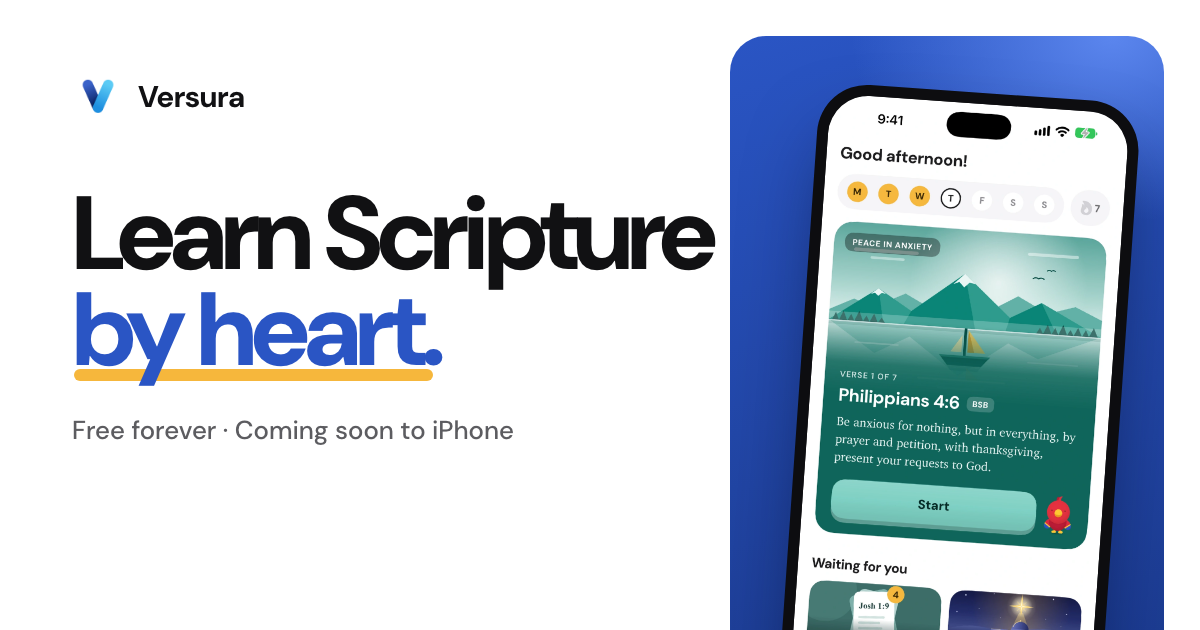 Versura
Learn Scripture
by heart.
Free forever · Coming soon to iPhone
9:41
Good afternoon!
M T W T F S S 7
PEACE IN ANXIETY
VERSE 1 OF 7
Philippians 4:6 BSB
Be anxious for nothing, but in everything, by
prayer and petition, with thanksgiving,
present your requests to God.
Start
Waiting for you
4
Josh 1:9